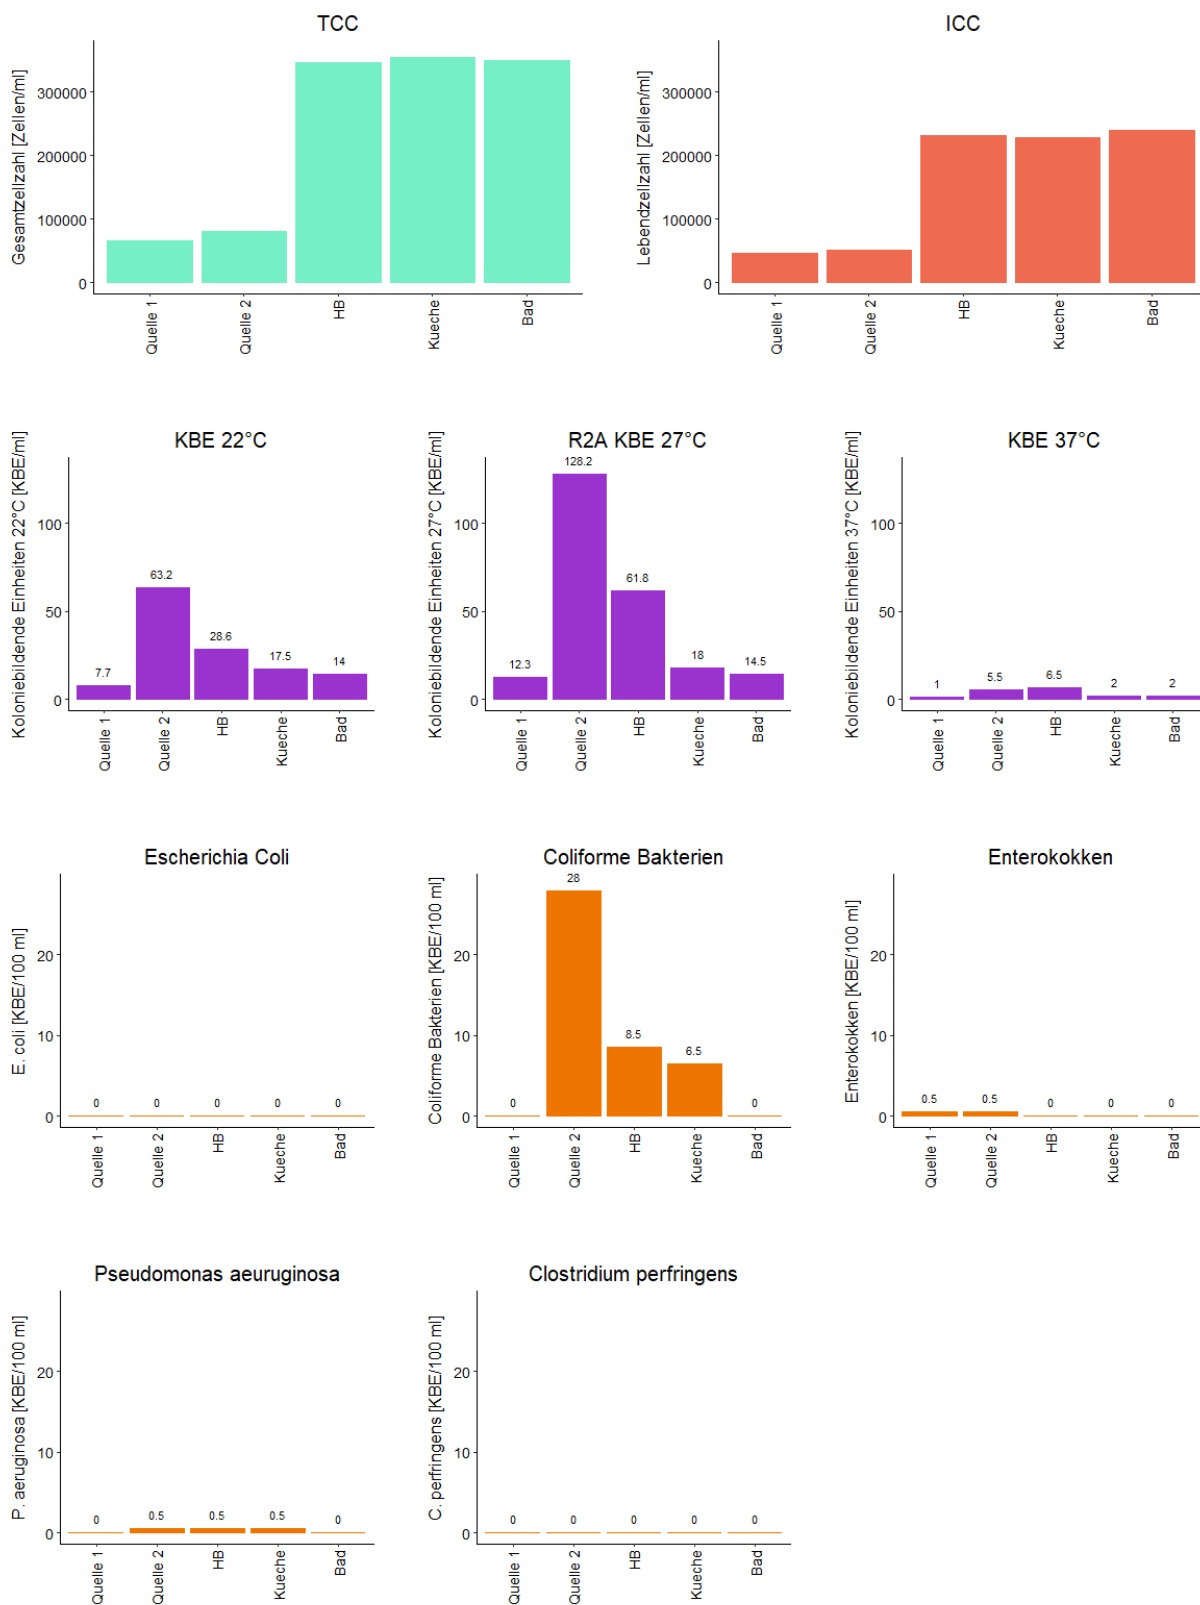 TCC
Gesamtzellzahl [Zellen/ml]
300000
200000
100000
0
Quelle 1
Quelle 2
HB
Kueche
Bad
ICC
Lebendzellzahl [Zellen/ml]
300000
200000
100000
0
Quelle 1
Quelle 2
HB
Kueche
Bad
KBE 22°C
Koloniebildende Einheiten 22°C [KBE/ml]
100
50
0
7.7
63.2
28.6
17.5
14
Quelle 1
Quelle 2
HB
Kueche
Bad
R2A KBE 27°C
Koloniebildende Einheiten 27°C [KBE/ml]
100
50
0
12.3
128.2
61.8
18
14.5
Quelle 1
Quelle 2
HB
Kueche
Bad
KBE 37°C
Koloniebildende Einheiten 37°C [KBE/ml]
100
50
0
1
5.5
6.5
2
2
Quelle 1
Quelle 2
HB
Kueche
Bad
Escherichia Coli
E. coli [KBE/100 ml]
20
10
0
0
0
0
0
0
Quelle 1
Quelle 2
HB
Kueche
Bad
Coliforme Bakterien
Coliforme Bakterien [KBE/100 ml]
20
10
0
0
28
8.5
6.5
0
Quelle 1
Quelle 2
HB
Kueche
Bad
Enterokokken
Enterokokken [KBE/100 ml]
20
10
0
0.5
0.5
0
0
0
Quelle 1
Quelle 2
HB
Kueche
Bad
Pseudomonas aeuruginosa
P. aeruginosa [KBE/100 ml]
20
10
0
0
0.5
0.5
0.5
0
Quelle 1
Quelle 2
HB
Kueche
Bad
Clostridium perfringens
C. perfringens [KBE/100 ml]
20
10
0
0
0
0
0
0
Quelle 1
Quelle 2
HB
Kueche
Bad